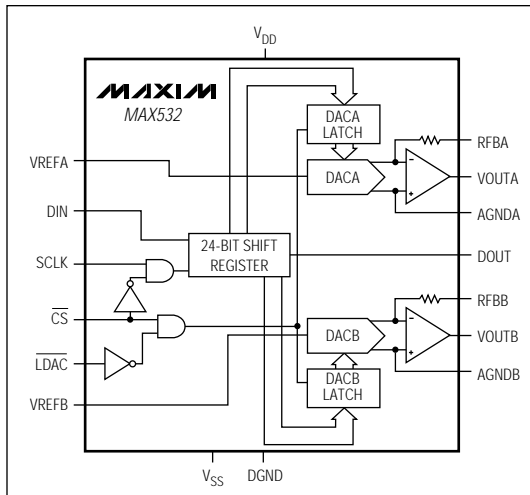 VDD
MAXIM
MAX532
DACA
LATCH
VREFA
DACA
RFBA
-
+
VOUTA
AGNDA
DIN
24-BIT SHIFT
REGISTER
DOUT
SCLK
CS
LDAC
VREFB
DACB
RFBB
-
+
VOUTB
AGNDB
DACB
LATCH
VSS
DGND